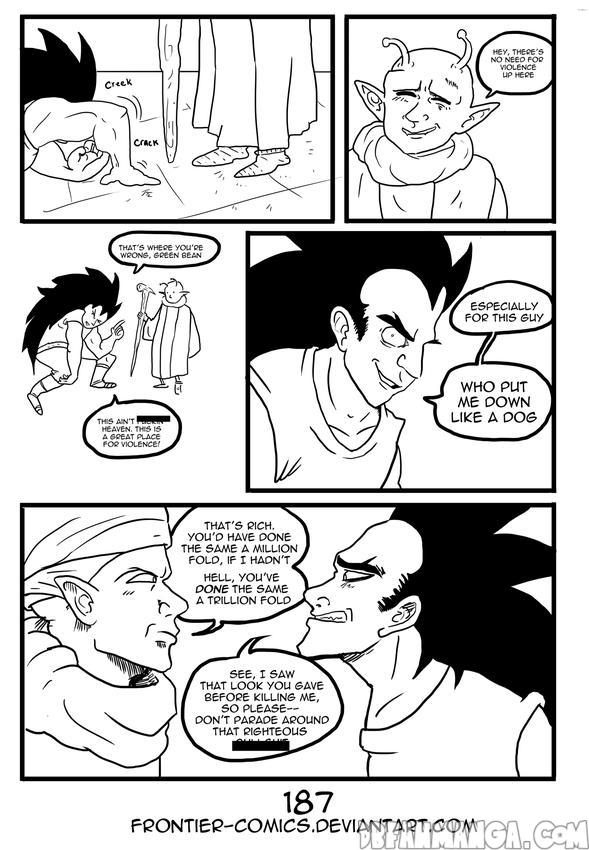 Creek
Crack
HEY, THERE'S
NO NEED FOR
VIOLENCE
UP HERE
THAT'S WHERE YOU'RE
WRONG, GREEN BEAN
THIS AIN'T
HEAVEN. THIS IS
A GREAT PLACE
FOR VIOLENCE!
ESPECIALLY
FOR THIS GUY
WHO PUT
ME DOWN
LIKE A DOG
THAT'S RICH.
YOU'D HAVE DONE
THE SAME A MILLION
FOLD, IF I HADN'T
HELL, YOU'VE
DONE THE SAME
A TRILLION FOLD
SEE, I SAW
THAT LOOK YOU GAVE
BEFORE KILLING ME,
SO PLEASE--
DON'T PARADE AROUND
THAT RIGHTEOUS
187
FRONTIER-COMICS.DEVIANTART.COM
DBFANMANGA.COM